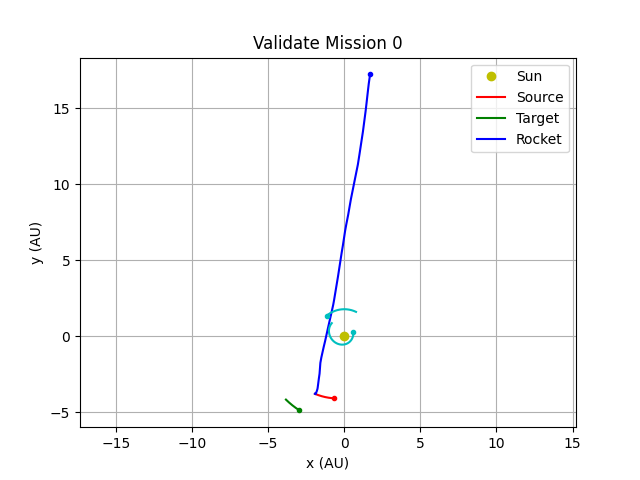 Validate Mission 0
Sun
Source
Target
Rocket
15
10
5
0
−5
y (AU)
−15
−10
−5
0
5
10
15
x (AU)